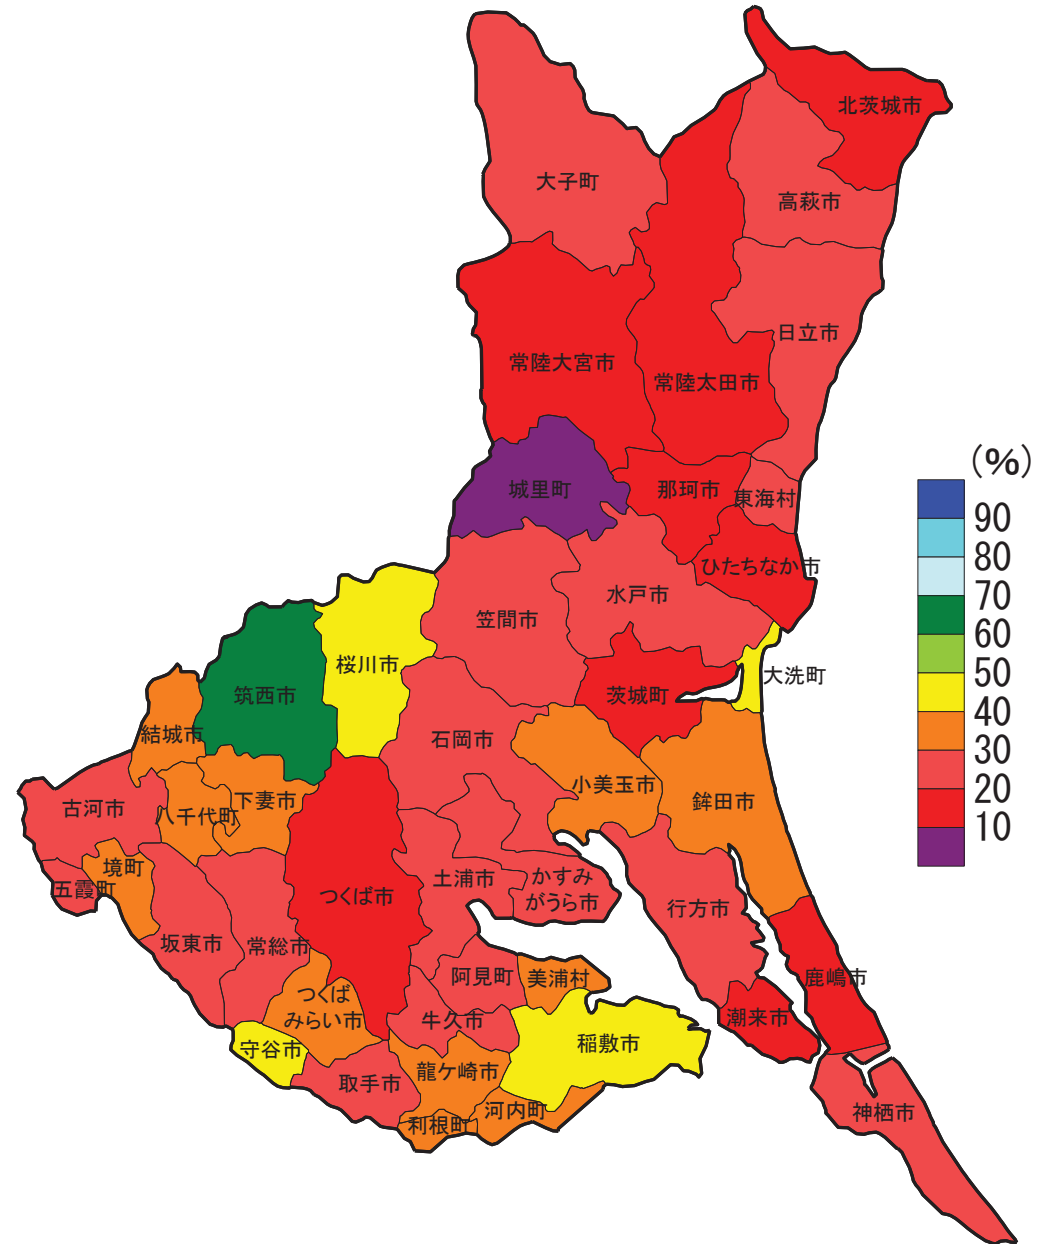 北茨城市
大子町
高萩市
日立市
常陸大宮市
常陸太田市
城里町
那珂市
東海村
ひたちなか市
水戸市
笠間市
桜川市
大洗町
茨城町
筑西市
結城市
石岡市
小美玉市
鉾田市
古河市
八千代町
下妻市
境町
五霞町
つくば市
土浦市
かすみ
がうら市
行方市
坂東市
常総市
阿見町
美浦村
鹿嶋市
つくば
みらい市
牛久市
潮来市
守谷市
稲敷市
取手市
龍ケ崎市
河内町
利根町
神栖市
(%)
90
80
70
60
50
40
30
20
10